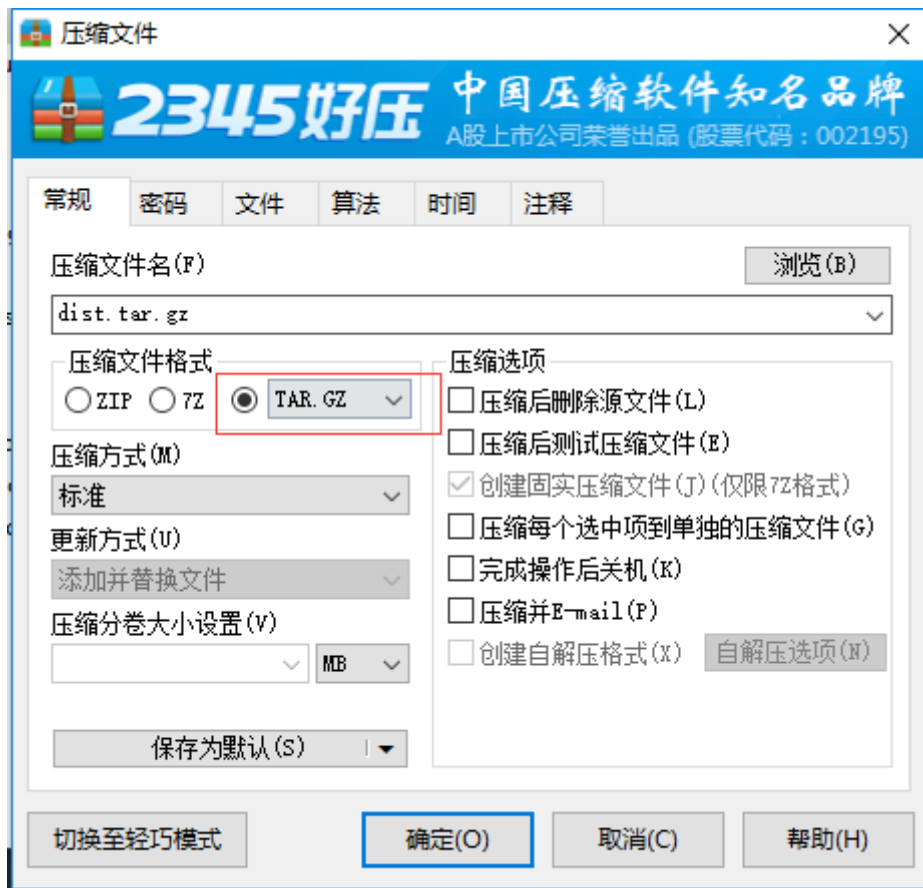 压缩文件
2345好压
中国压缩软件知名品牌
A股上市公司荣誉出品 (股票代码：002195)
常规 密码 文件 算法 时间 注释
压缩文件名(F)
浏览(B)
dist.tar.gz
压缩文件格式
ZIP 7Z TAR.GZ
压缩方式(M)
标准
更新方式(U)
添加并替换文件
压缩分卷大小设置(V)
MB
保存为默认(S)
压缩选项
压缩后删除源文件(L)
压缩后测试压缩文件(E)
创建固实压缩文件(J)(仅限7Z格式)
压缩每个选中项到单独的压缩文件(G)
完成操作后关机(K)
压缩并E-mail(P)
创建自解压格式(X) 自解压选项(N)
切换至轻巧模式 确定(O) 取消(C) 帮助(H)